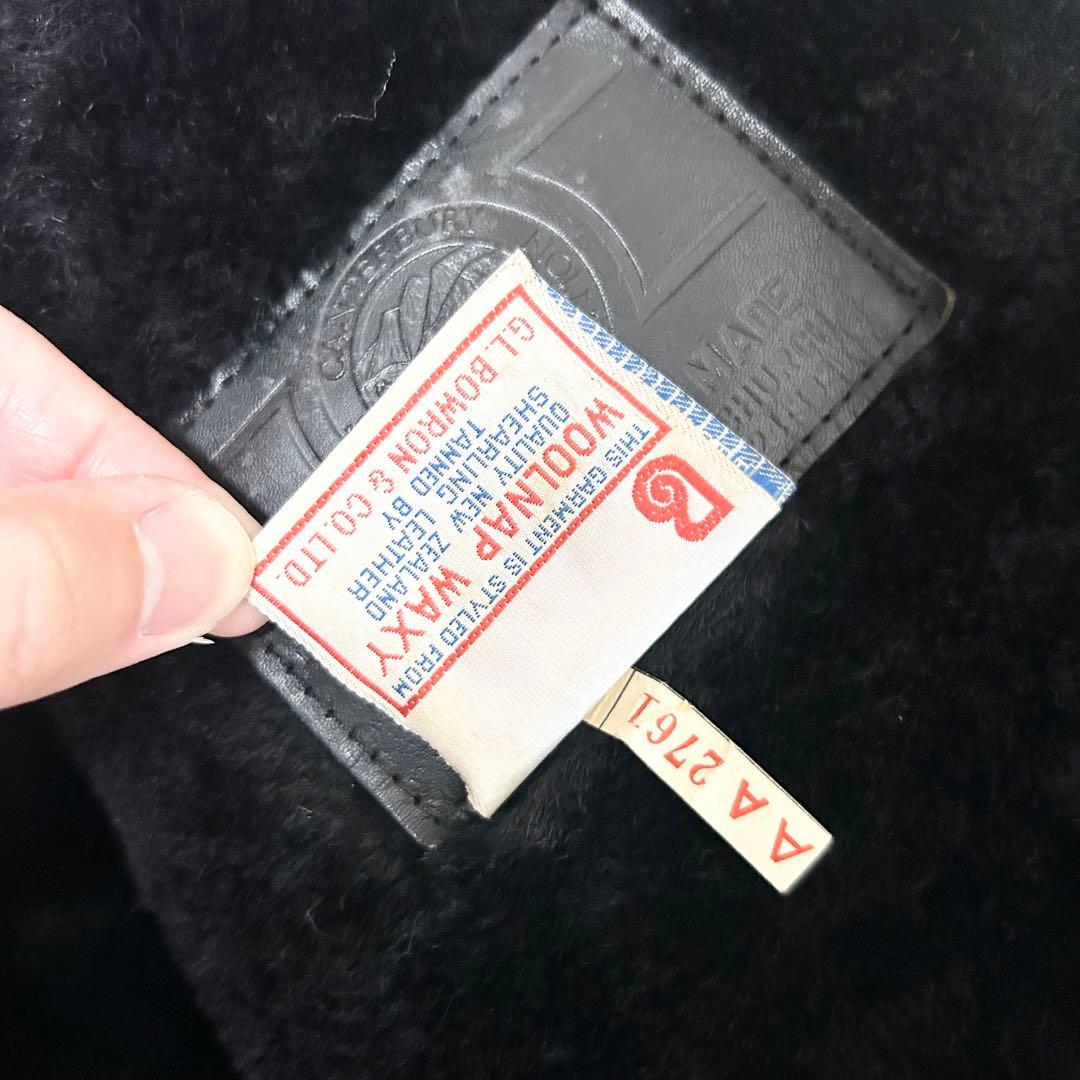 CANTERBURY
MADE
THIS GARMENT IS STYLED FROM
WOOLNAP WAXY
QUALITY NEW ZEALAND
SHEARLING LEATHER
TANNED BY
G.L. BOWRON & CO. LTD.
AA 2761